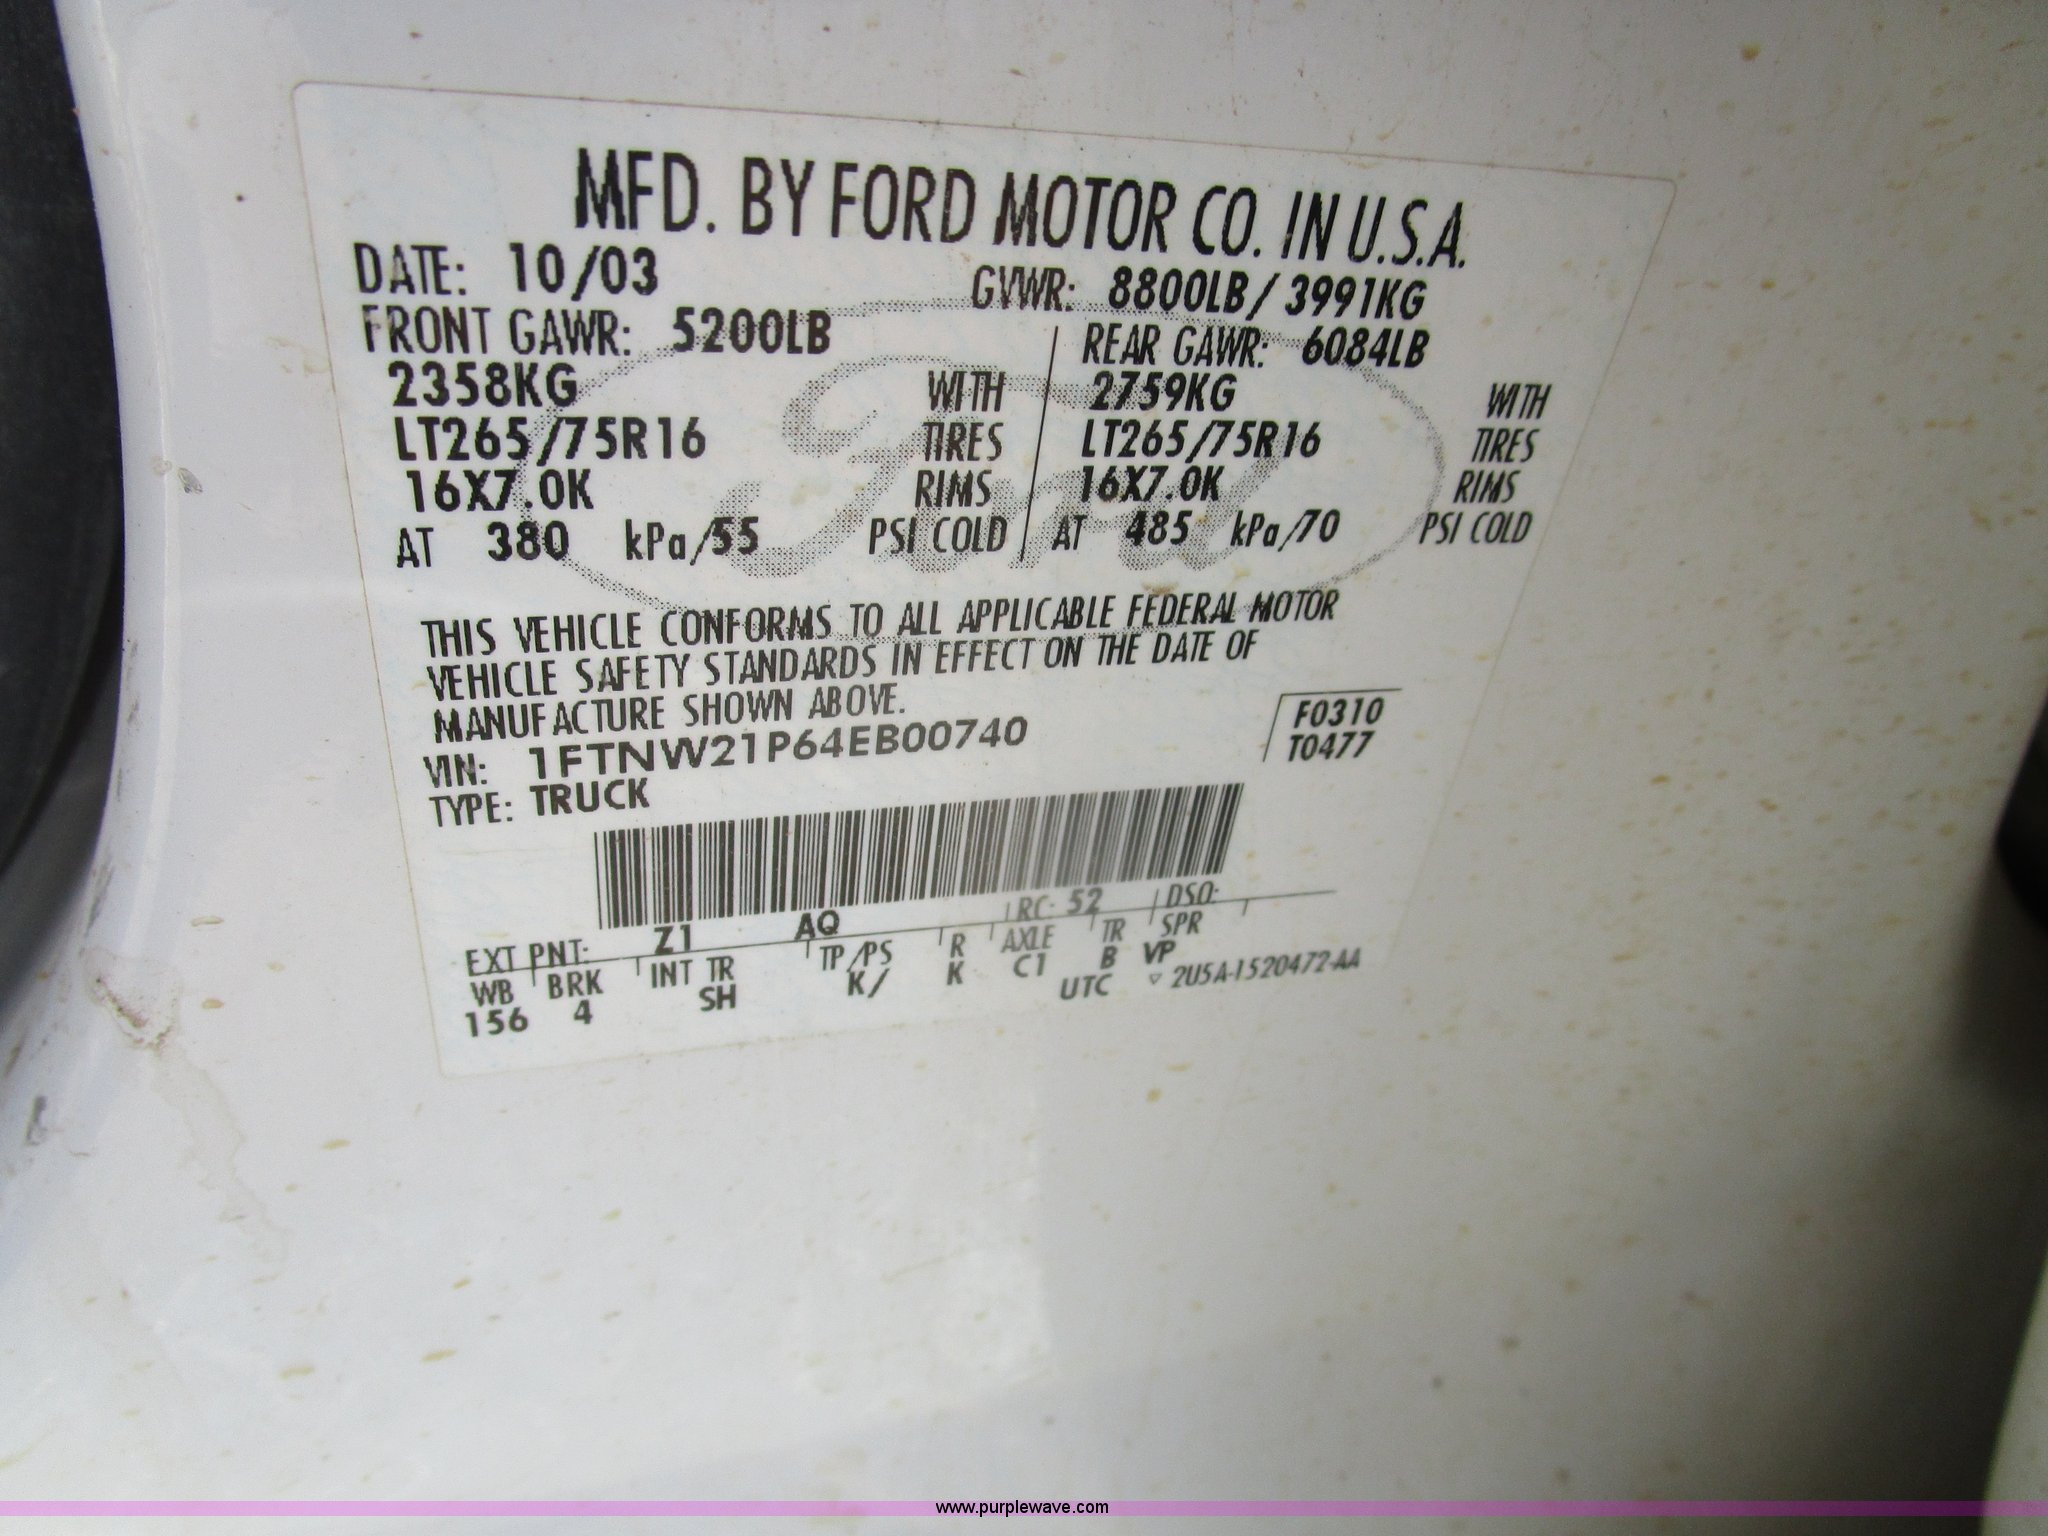 MFD. BY FORD MOTOR CO. IN U.S.A.
DATE: 10/03 GVWR: 8800LB/3991KG
FRONT GAWR: 5200LB REAR GAWR: 6084LB
2358KG WITH 2759KG WITH
LT265/75R16 TIRES LT265/75R16 TIRES
16X7.0K RIMS 16X7.0K RIMS
AT 380 kPa/55 PSI COLD AT 485 kPa/70 PSI COLD
Ford
THIS VEHICLE CONFORMS TO ALL APPLICABLE FEDERAL MOTOR
VEHICLE SAFETY STANDARDS IN EFFECT ON THE DATE OF
MANUFACTURE SHOWN ABOVE.
VIN: 1FTNW21P64EB00740
F0310
T0477
TYPE: TRUCK
EXT PNT: Z1 AQ RC: 52 DSO:
WB BRK INT TR TP/PS R AXLE TR SPR
156 4 SH K/ K C1 B VP
UTC ▽ 2U5A-1520472-AA
www.purplewave.com